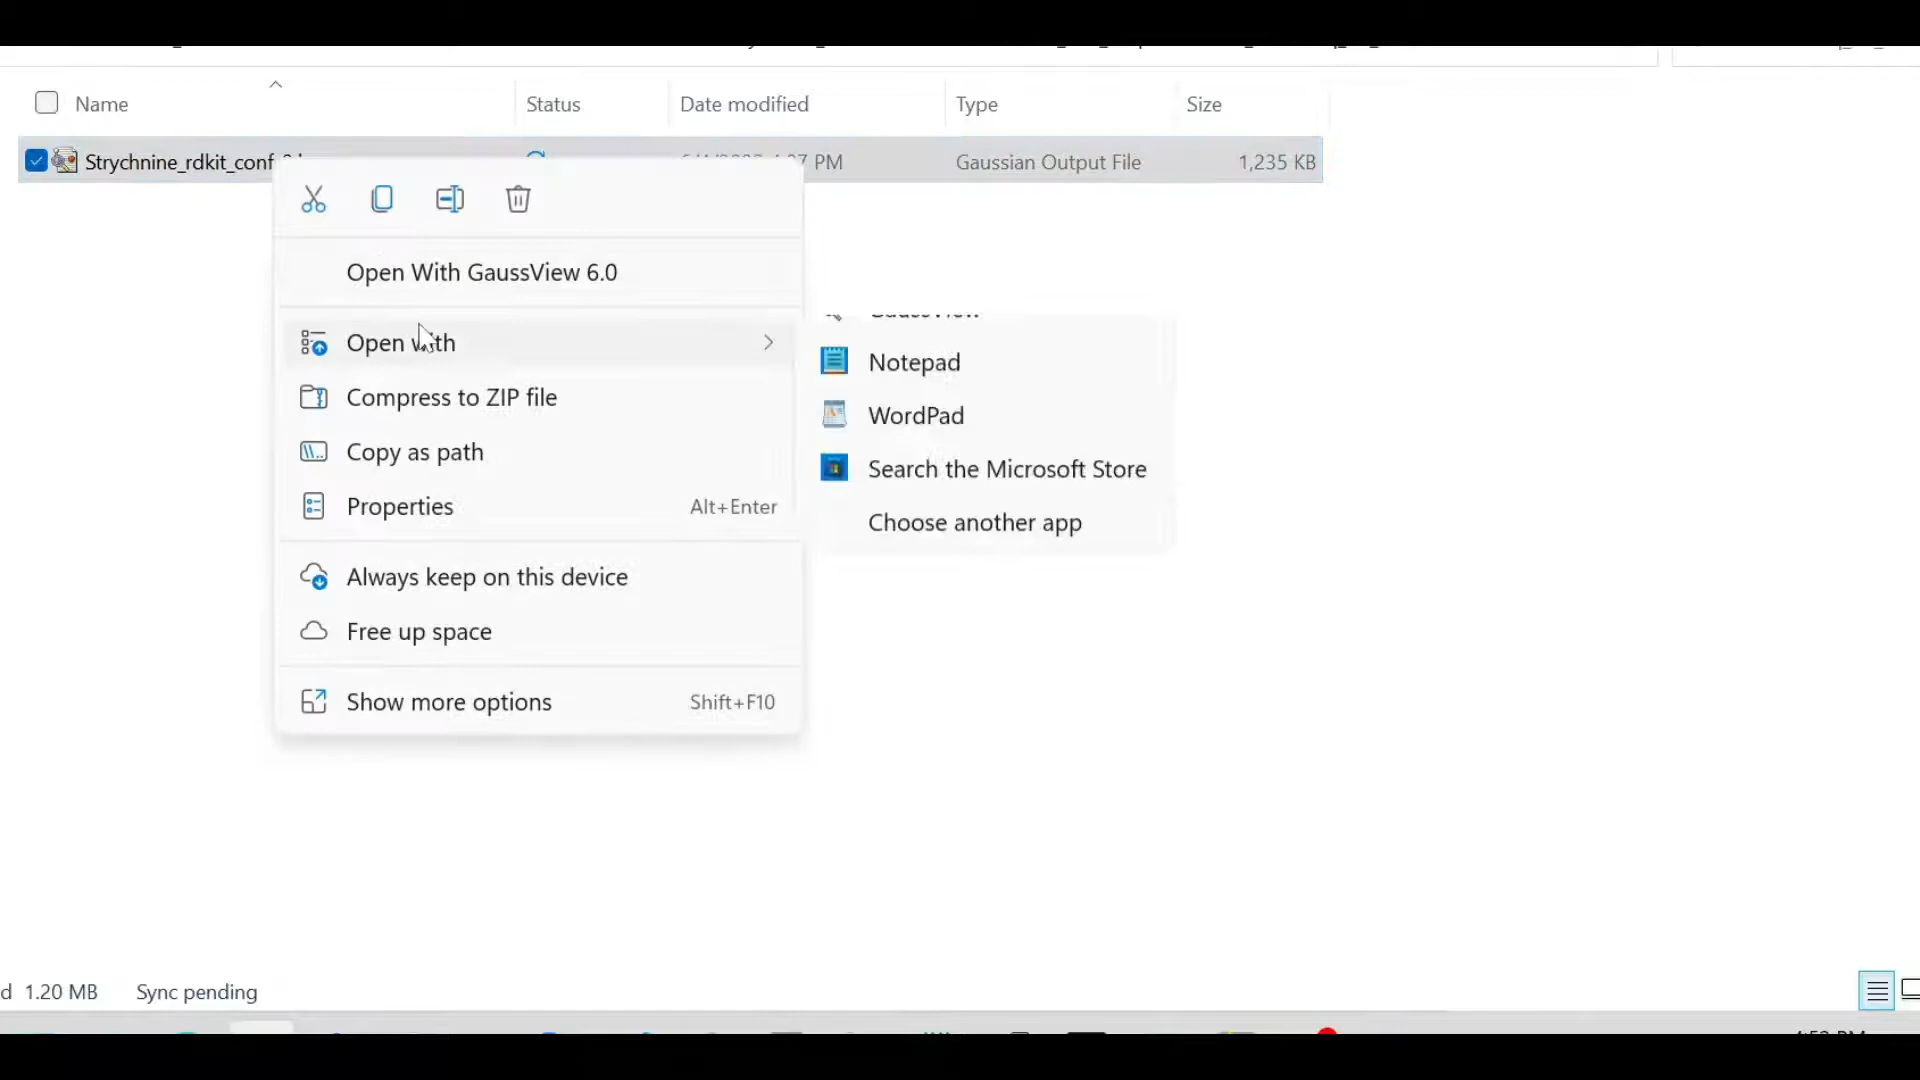 Name
Status
Date modified
Type
Size
Strychnine_rdkit_conf
PM
Gaussian Output File
1,235 KB
Open With GaussView 6.0
Open with
Compress to ZIP file
Copy as path
Properties
Alt+Enter
Always keep on this device
Free up space
Show more options
Shift+F10
GaussView
Notepad
WordPad
Search the Microsoft Store
Choose another app
d 1.20 MB
Sync pending